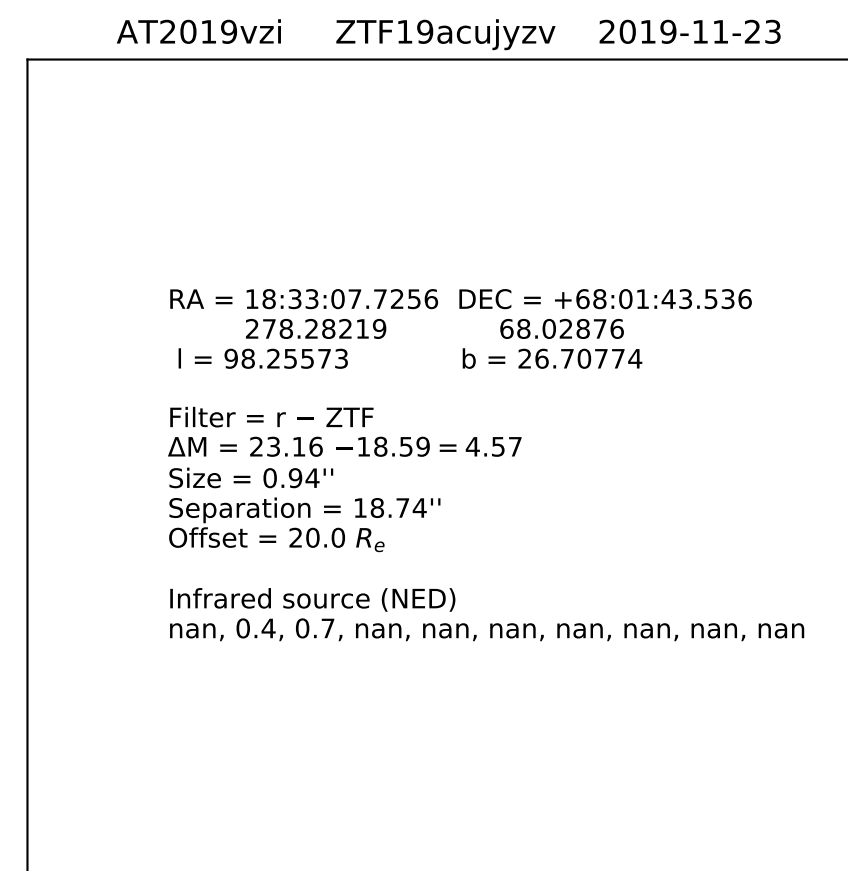 AT2019vzi ZTF19acujyzv 2019-11-23
RA = 18:33:07.7256 DEC = +68:01:43.536
278.28219 68.02876
l = 98.25573 b = 26.70774
Filter = r − ZTF
ΔM = 23.16 −18.59 = 4.57
Size = 0.94''
Separation = 18.74''
Offset = 20.0 Re
Infrared source (NED)
nan, 0.4, 0.7, nan, nan, nan, nan, nan, nan, nan